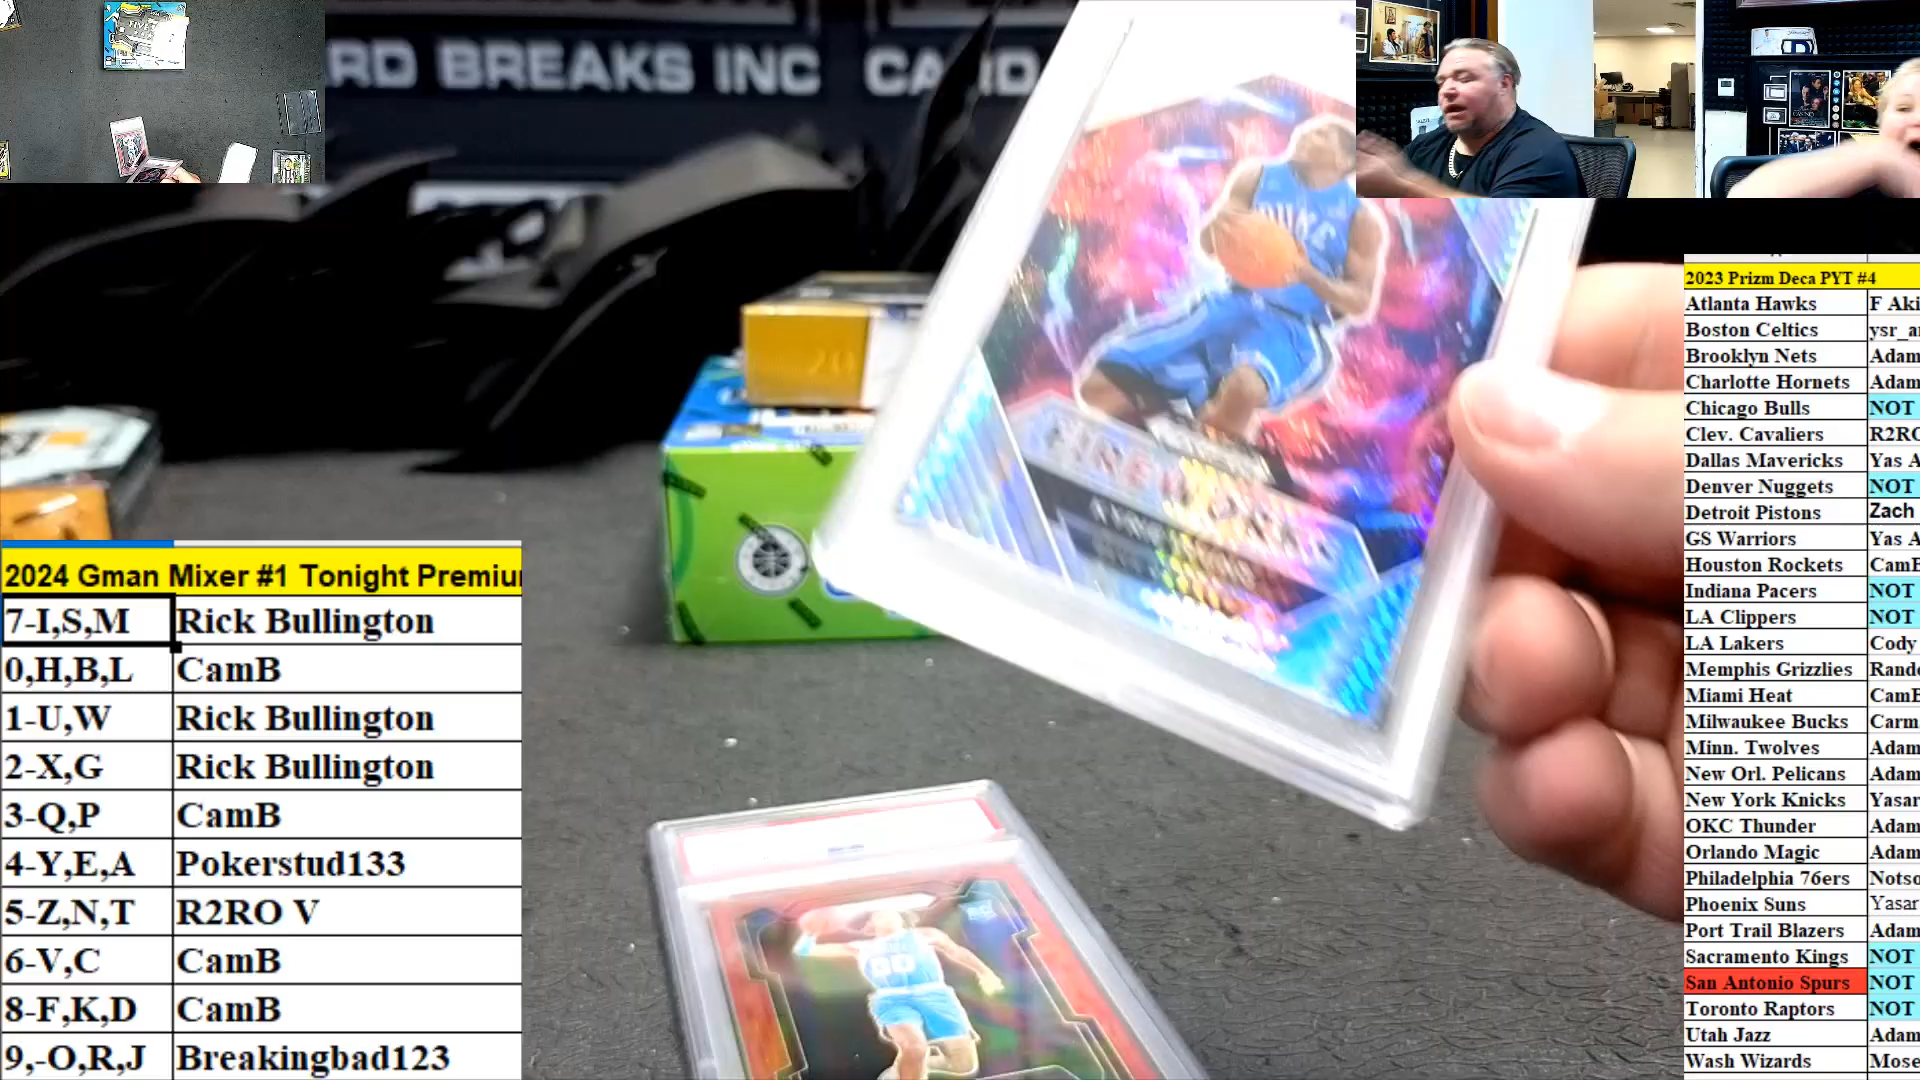 RD BREAKS INC CARD
DUKE
FIREWORKS
00
2024 Gman Mixer #1 Tonight Premiu
7-I,S,M Rick Bullington
0,H,B,L CamB
1-U,W Rick Bullington
2-X,G Rick Bullington
3-Q,P CamB
4-Y,E,A Pokerstud133
5-Z,N,T R2RO V
6-V,C CamB
8-F,K,D CamB
9,-O,R,J Breakingbad123
2023 Prizm Deca PYT #4
Atlanta Hawks F Aki
Boston Celtics ysr_a
Brooklyn Nets Adam
Charlotte Hornets Adam
Chicago Bulls NOT
Clev. Cavaliers R2RO
Dallas Mavericks Yas A
Denver Nuggets NOT
Detroit Pistons Zach
GS Warriors Yas A
Houston Rockets CamB
Indiana Pacers NOT
LA Clippers NOT
LA Lakers Cody
Memphis Grizzlies Rand
Miami Heat CamB
Milwaukee Bucks Carm
Minn. Twolves Adam
New Orl. Pelicans Adam
New York Knicks Yasar
OKC Thunder Adam
Orlando Magic Adam
Philadelphia 76ers Notso
Phoenix Suns Yasar
Port Trail Blazers Adam
Sacramento Kings NOT
San Antonio Spurs NOT
Toronto Raptors NOT
Utah Jazz Adam
Wash Wizards Mose